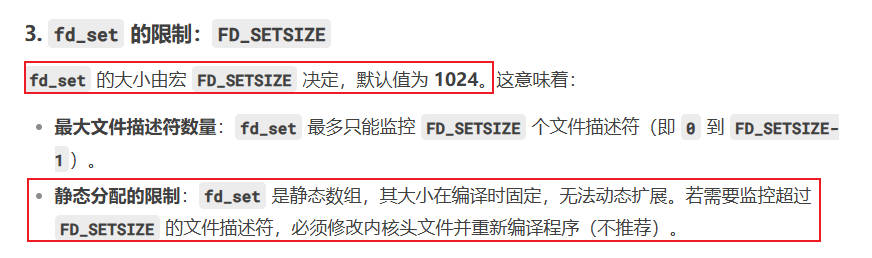 3. fd_set 的限制：FD_SETSIZE
fd_set 的大小由宏 FD_SETSIZE 决定，默认值为 1024。这意味着：
• 最大文件描述符数量：fd_set 最多只能监控 FD_SETSIZE 个文件描述符（即 0 到 FD_SETSIZE-
1）。
• 静态分配的限制：fd_set 是静态数组，其大小在编译时固定，无法动态扩展。若需要监控超过
FD_SETSIZE 的文件描述符，必须修改内核头文件并重新编译程序（不推荐）。